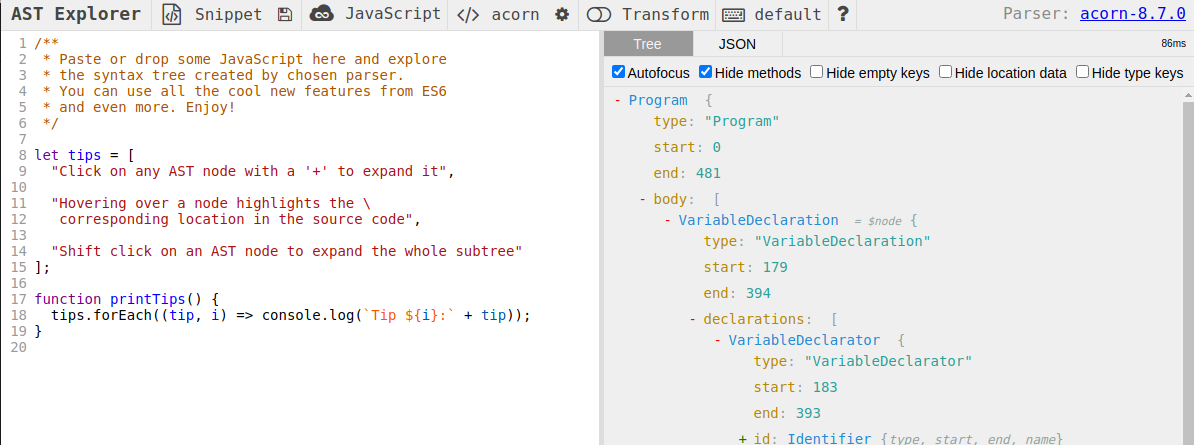 AST Explorer Snippet JavaScript </> acorn Transform default ? Parser: acorn-8.7.0
Tree JSON 86ms
Autofocus Hide methods Hide empty keys Hide location data Hide type keys
1 /**
2  * Paste or drop some JavaScript here and explore
3  * the syntax tree created by chosen parser.
4  * You can use all the cool new features from ES6
5  * and even more. Enjoy!
6  */
7
8 let tips = [
9   "Click on any AST node with a '+' to expand it",
10
11   "Hovering over a node highlights the \
12    corresponding location in the source code",
13
14   "Shift click on an AST node to expand the whole subtree"
15 ];
16
17 function printTips() {
18   tips.forEach((tip, i) => console.log(`Tip ${i}:` + tip));
19 }
20
- Program {
type: "Program"
start: 0
end: 481
- body: [
- VariableDeclaration = $node {
type: "VariableDeclaration"
start: 179
end: 394
- declarations: [
- VariableDeclarator {
type: "VariableDeclarator"
start: 183
end: 393
+ id: Identifier {type, start, end, name}